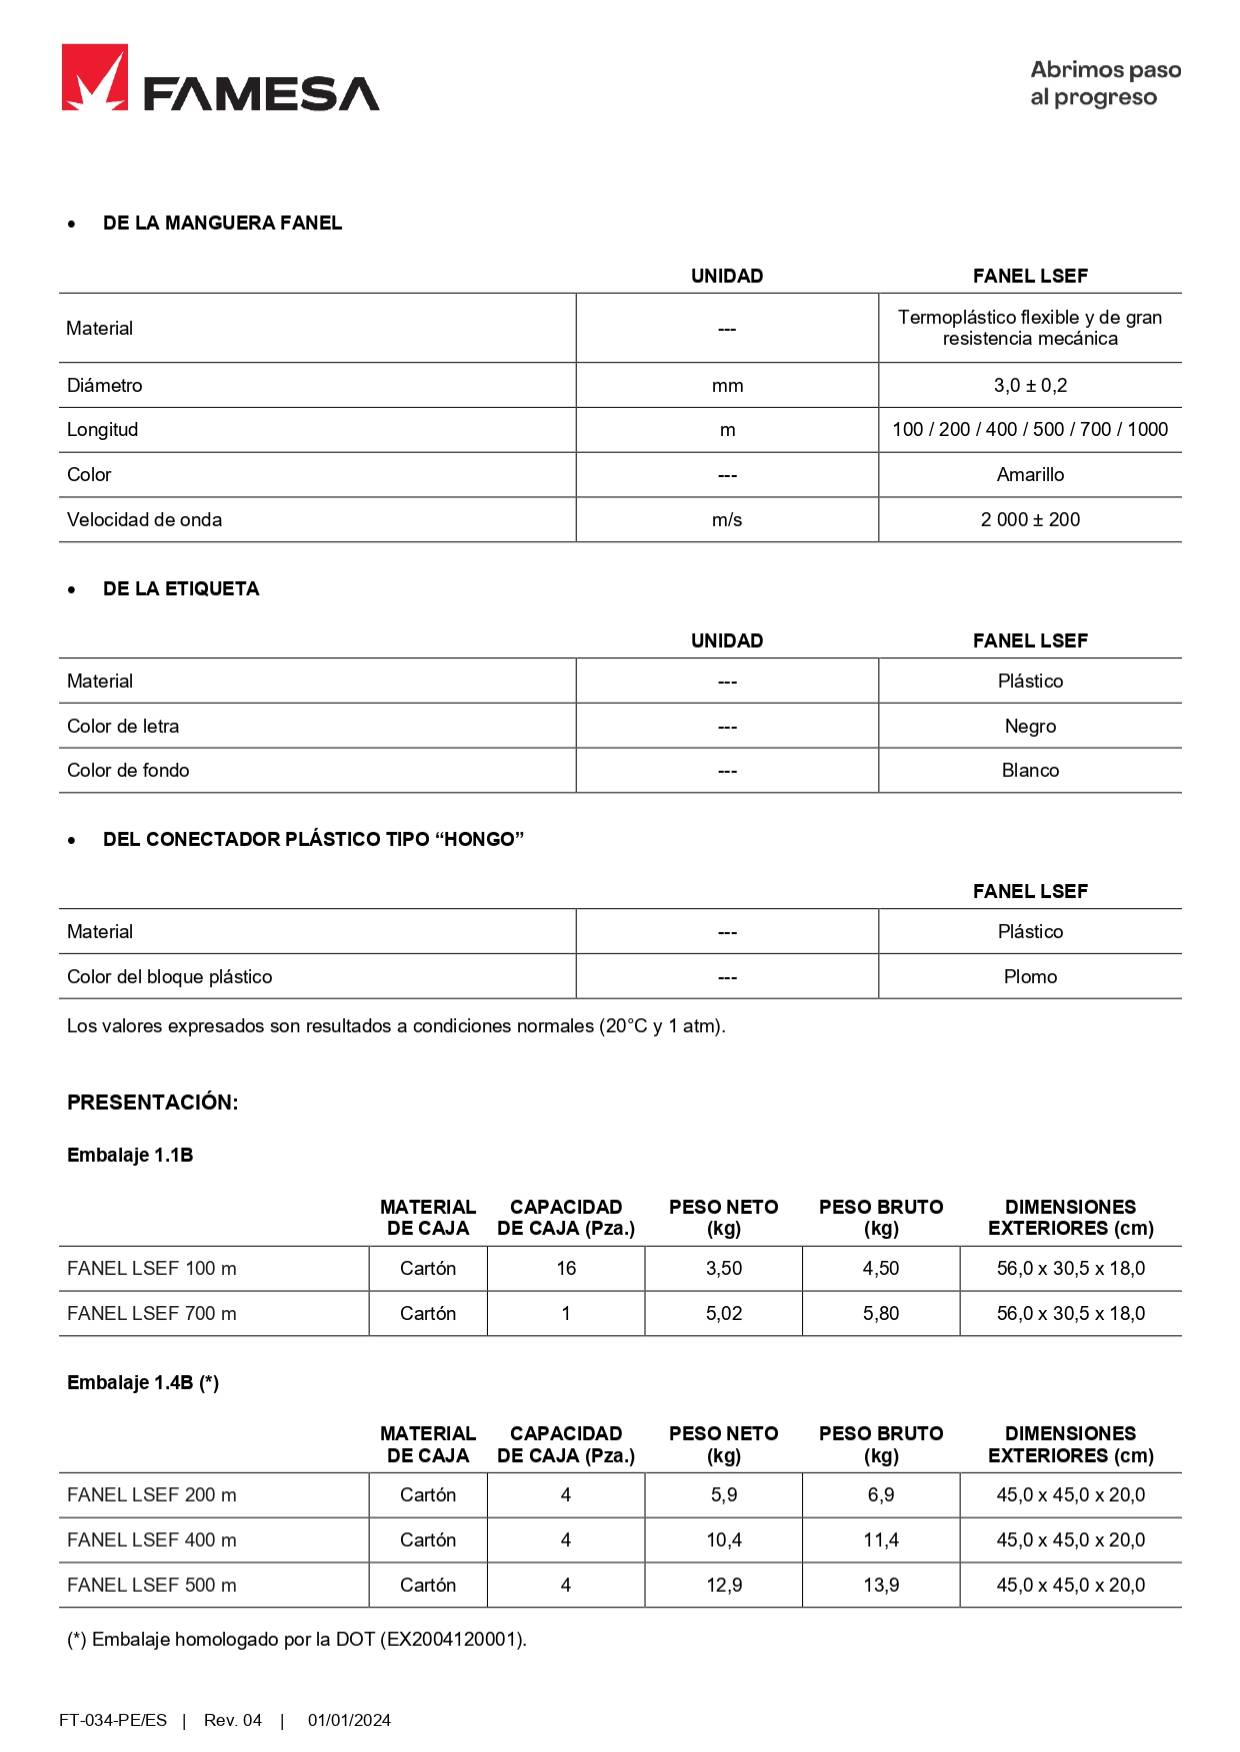 FAMESA
Abrimos paso
al progreso
• DE LA MANGUERA FANEL
UNIDAD FANEL LSEF
Material --- Termoplástico flexible y de gran
resistencia mecánica
Diámetro mm 3,0 ± 0,2
Longitud m 100 / 200 / 400 / 500 / 700 / 1000
Color --- Amarillo
Velocidad de onda m/s 2 000 ± 200
• DE LA ETIQUETA
UNIDAD FANEL LSEF
Material --- Plástico
Color de letra --- Negro
Color de fondo --- Blanco
• DEL CONECTADOR PLÁSTICO TIPO “HONGO”
FANEL LSEF
Material --- Plástico
Color del bloque plástico --- Plomo
Los valores expresados son resultados a condiciones normales (20°C y 1 atm).
PRESENTACIÓN:
Embalaje 1.1B
MATERIAL CAPACIDAD PESO NETO PESO BRUTO DIMENSIONES
DE CAJA DE CAJA (Pza.) (kg) (kg) EXTERIORES (cm)
FANEL LSEF 100 m Cartón 16 3,50 4,50 56,0 x 30,5 x 18,0
FANEL LSEF 700 m Cartón 1 5,02 5,80 56,0 x 30,5 x 18,0
Embalaje 1.4B (*)
MATERIAL CAPACIDAD PESO NETO PESO BRUTO DIMENSIONES
DE CAJA DE CAJA (Pza.) (kg) (kg) EXTERIORES (cm)
FANEL LSEF 200 m Cartón 4 5,9 6,9 45,0 x 45,0 x 20,0
FANEL LSEF 400 m Cartón 4 10,4 11,4 45,0 x 45,0 x 20,0
FANEL LSEF 500 m Cartón 4 12,9 13,9 45,0 x 45,0 x 20,0
(*) Embalaje homologado por la DOT (EX2004120001).
FT-034-PE/ES | Rev. 04 | 01/01/2024